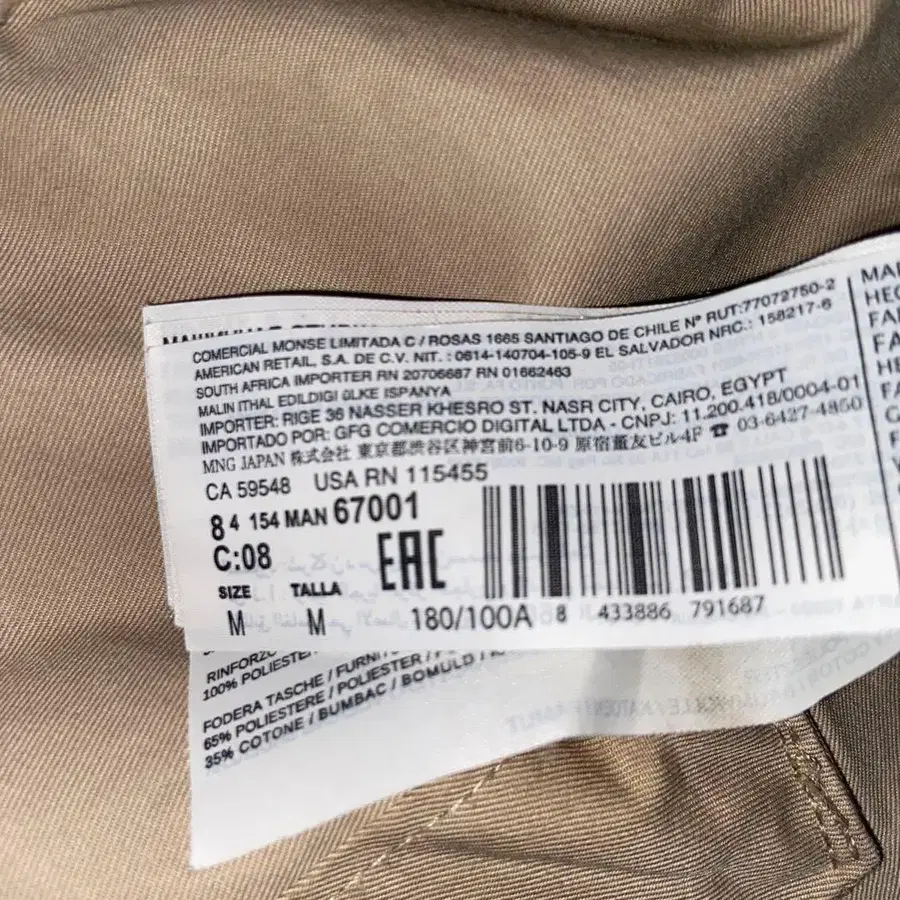 COMERCIAL MONSE LIMITADA C / ROSAS 1665 SANTIAGO DE CHILE Nº RUT:77072750-2
AMERICAN RETAIL, S.A. DE C.V. NIT. : 0614-140704-105-9 EL SALVADOR NRC.: 158217-6
SOUTH AFRICA IMPORTER RN 20706687 RN 01662463
MALIN ITHAL EDILDIGI ÜLKE ISPANYA
IMPORTER: RIGE 36 NASSER KHESRO ST. NASR CITY, CAIRO, EGYPT
IMPORTADO POR: GFG COMERCIO DIGITAL LTDA - CNPJ: 11.200.418/0004-01
MNG JAPAN 株式会社 東京都渋谷区神宮前6-10-9 原宿董友ビル4F ☎ 03-6427-4850
CA 59548 USA RN 115455
8 4 154 MAN 67001
C:08
EAC
SIZE TALLA
M M 180/100A 8 433886 791687
RINFORZO
100% POLIESTER
FODERA TASCHE / FURNIT
65% POLIESTERE / POLIESTER /
35% COTONE / BUMBAC / BOMULD /
MAD
HEC
FAB
FA
HE
FA